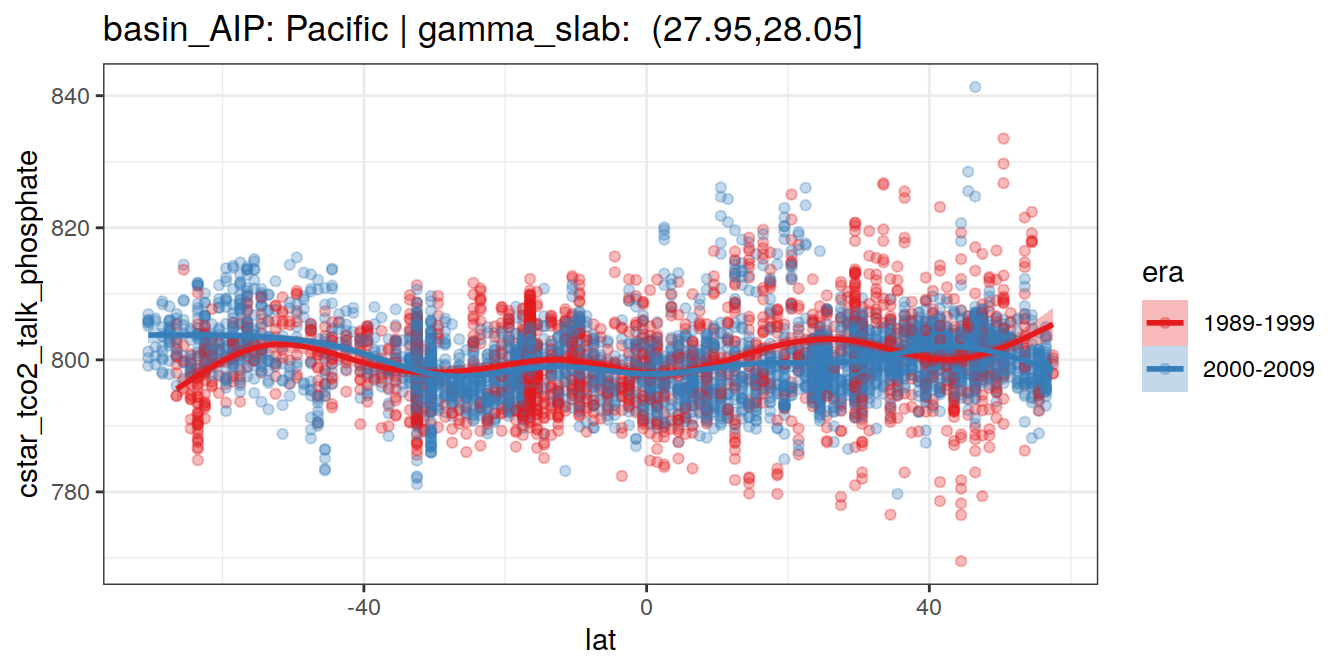 basin_AIP: Pacific | gamma_slab:  (27.95,28.05]
840
820
800
780
cstar_tco2_talk_phosphate
-40
0
40
lat
era
1989-1999
2000-2009